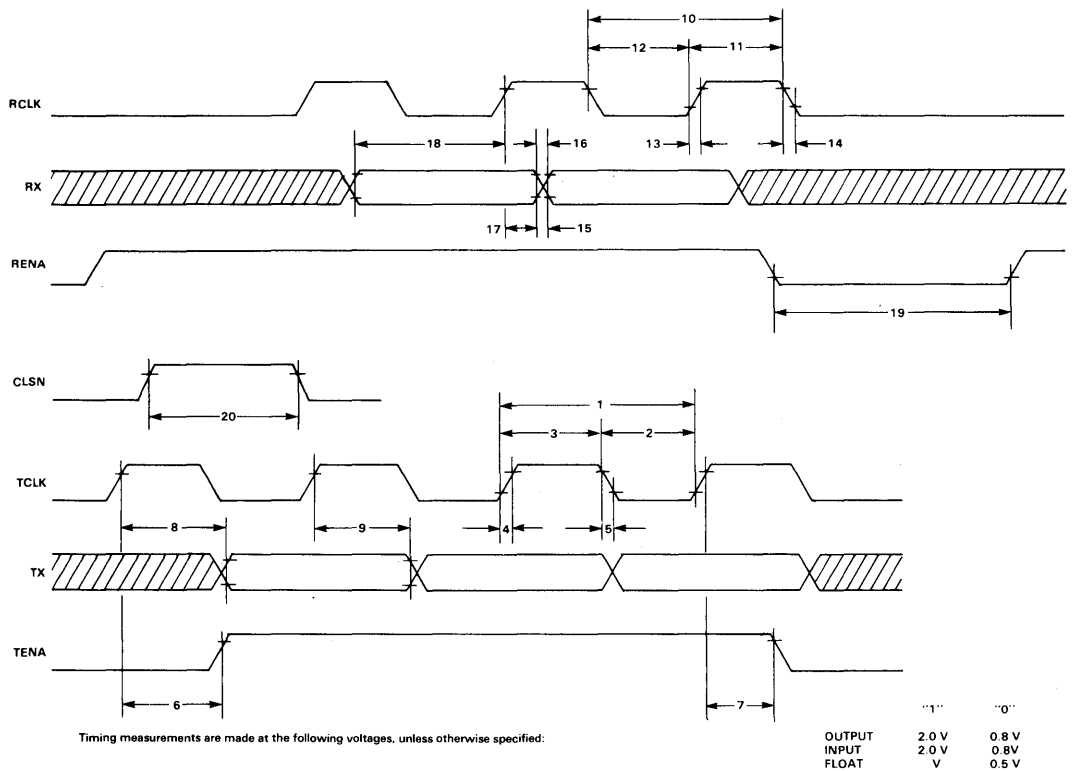 10
12
11
RCLK
18
16
13
14
RX
17
15
RENA
19
CLSN
20
1
3
2
TCLK
8
9
4
5
TX
TENA
6
7
"1" "0"
Timing measurements are made at the following voltages, unless otherwise specified:
OUTPUT 2.0 V 0.8 V
INPUT 2.0 V 0.8V
FLOAT V 0.5 V